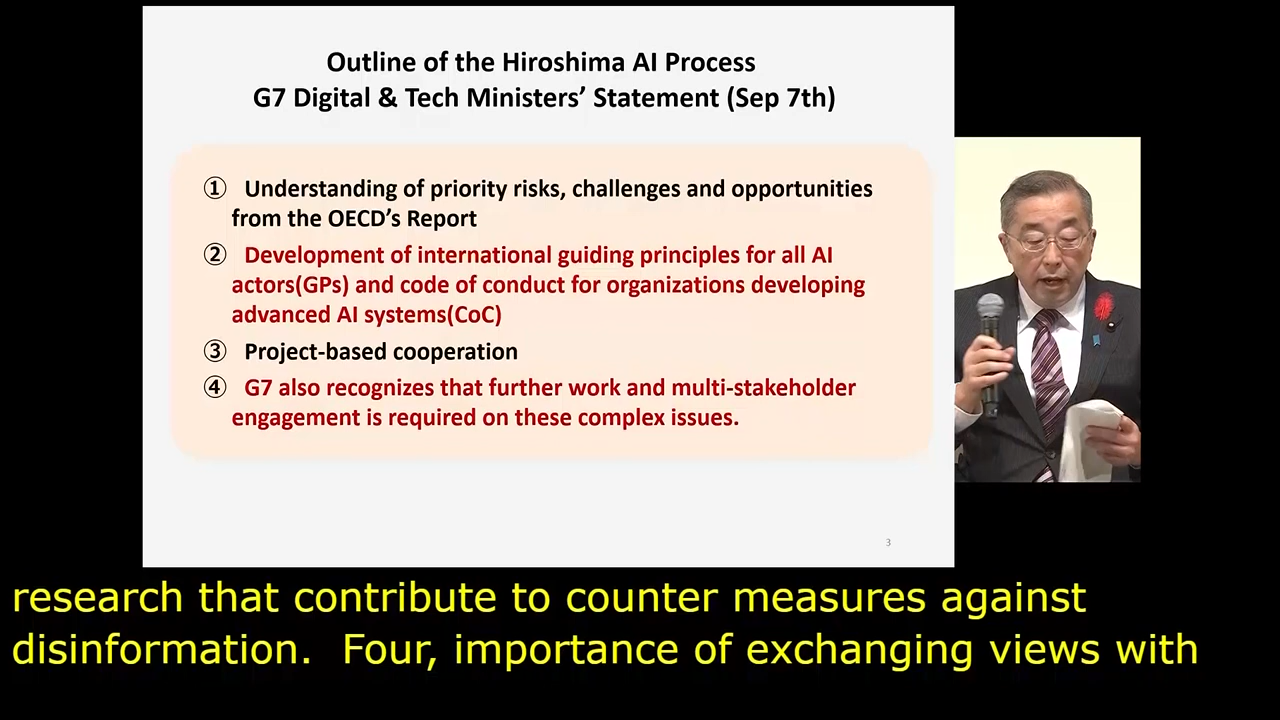 Outline of the Hiroshima AI Process
G7 Digital & Tech Ministers’ Statement (Sep 7th)
① Understanding of priority risks, challenges and opportunities
from the OECD’s Report
② Development of international guiding principles for all AI
actors(GPs) and code of conduct for organizations developing
advanced AI systems(CoC)
③ Project-based cooperation
④ G7 also recognizes that further work and multi-stakeholder
engagement is required on these complex issues.
3
research that contribute to counter measures against
disinformation.  Four, importance of exchanging views with